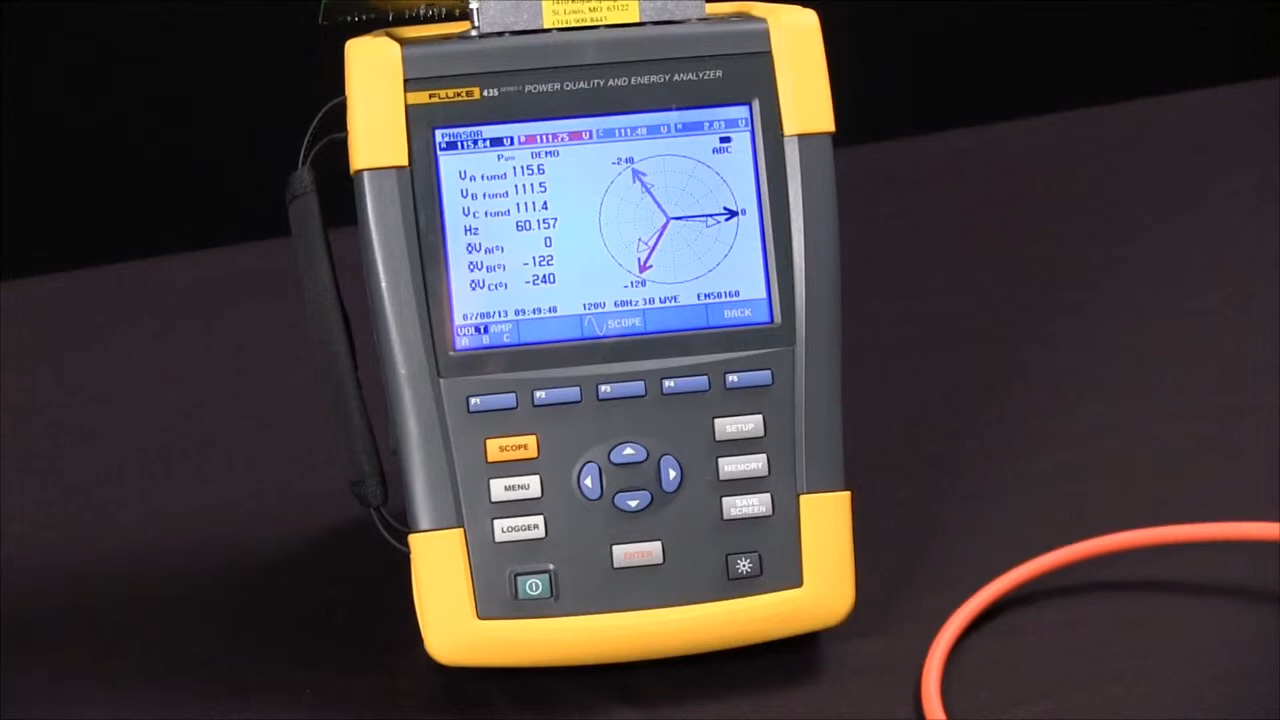 St. Louis, MO 63122
(314) 909-8443
FLUKE 435 SERIES II POWER QUALITY AND ENERGY ANALYZER
PHASOR
A 115.64 V B 111.75 V C 111.48 V N 2.03 V
DEMO
ABC
V A fund 115.6
V B fund 111.5
V C fund 111.4
Hz 60.157
ΦV A(°) 0
ΦV B(°) -122
ΦV C(°) -240
-240
0
-120
07/08/13 09:49:48 120V 60Hz 3Ø WYE EN50160
VOLT AMP
A B C
SCOPE
BACK
F1 F2 F3 F4 F5
SCOPE
SETUP
MENU
MEMORY
LOGGER
SAVE
SCREEN
ENTER